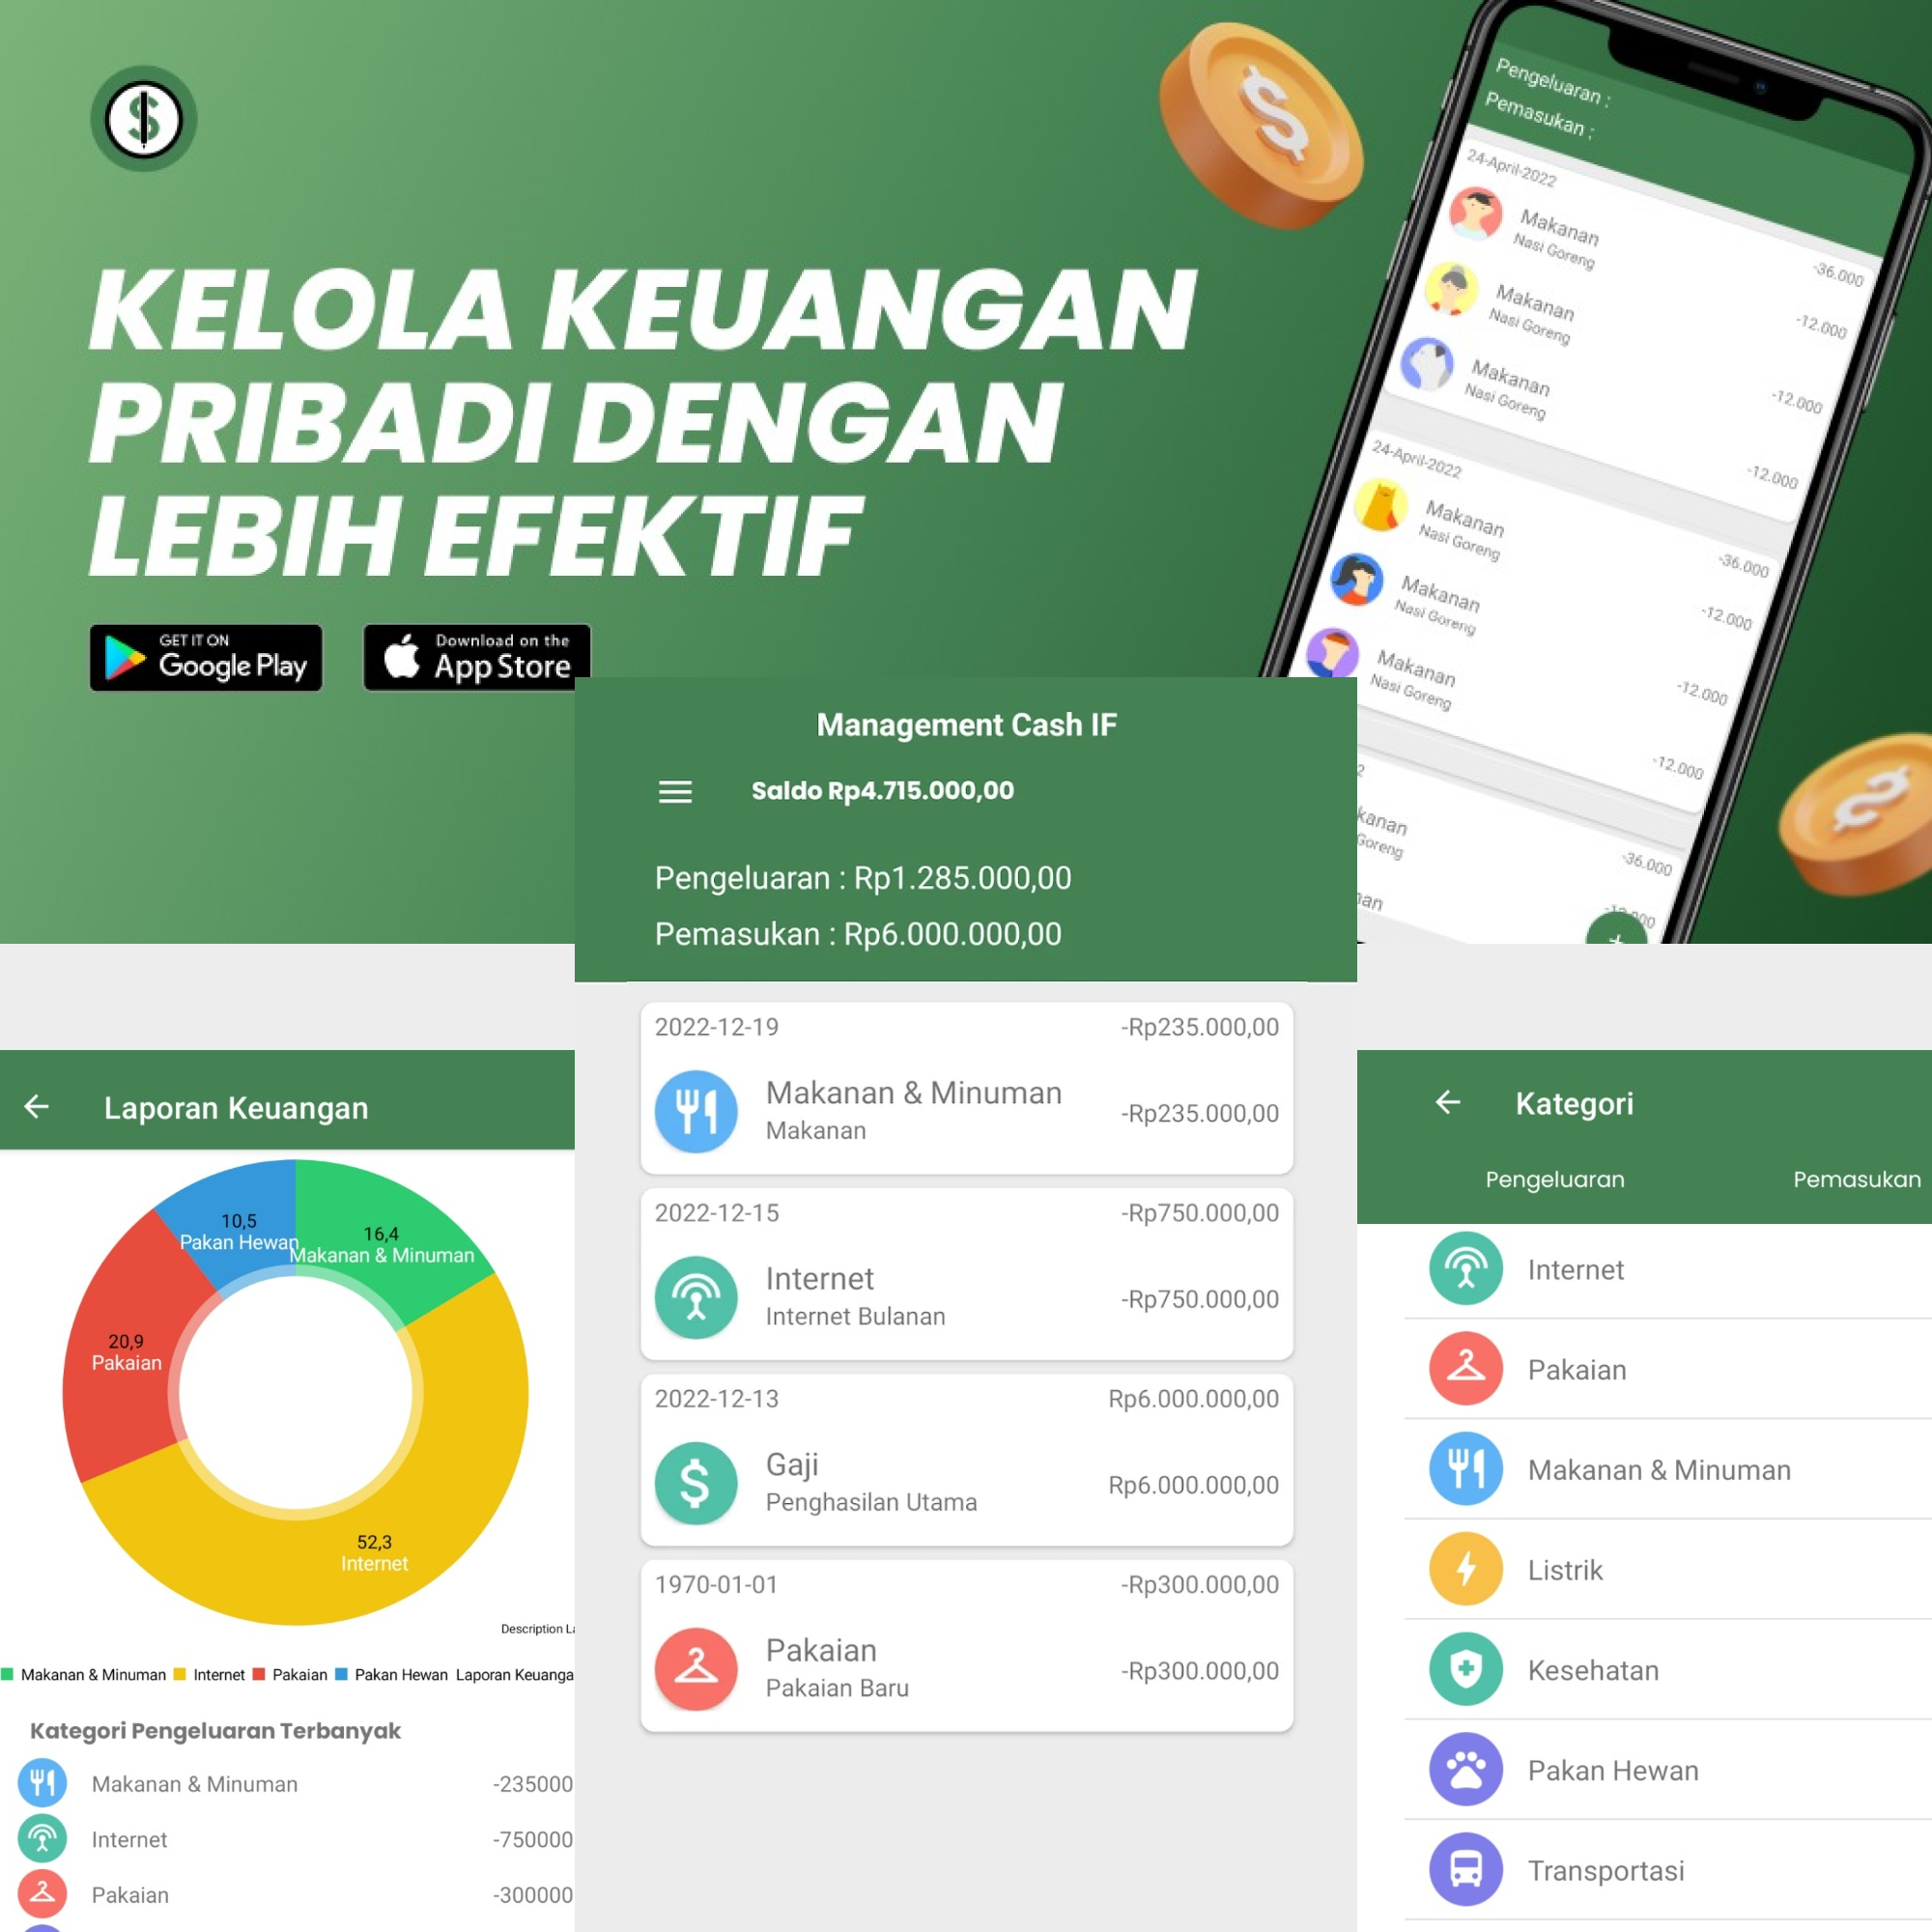 KELOLA KEUANGAN
PRIBADI DENGAN
LEBIH EFEKTIF
GET IT ON
Google Play
Download on the
App Store
Pengeluaran :
Pemasukan :
24-April-2022
-36.000
Makanan
Nasi Goreng
-12.000
Makanan
Nasi Goreng
-12.000
Makanan
Nasi Goreng
-12.000
24-April-2022
-36.000
Makanan
Nasi Goreng
-12.000
Makanan
Nasi Goreng
-12.000
Makanan
Nasi Goreng
-12.000
2
-36.000
kanan
Goreng
Management Cash IF
Saldo Rp4.715.000,00
Pengeluaran : Rp1.285.000,00
Pemasukan : Rp6.000.000,00
2022-12-19 -Rp235.000,00
Makanan & Minuman
Makanan
-Rp235.000,00
2022-12-15 -Rp750.000,00
Internet
Internet Bulanan
-Rp750.000,00
2022-12-13 Rp6.000.000,00
Gaji
Penghasilan Utama
Rp6.000.000,00
1970-01-01 -Rp300.000,00
Pakaian
Pakaian Baru
-Rp300.000,00
Laporan Keuangan
10,5
Pakan Hewan
16,4
Makanan & Minuman
20,9
Pakaian
52,3
Internet
Description La
Makanan & Minuman Internet Pakaian Pakan Hewan Laporan Keuanga
Kategori Pengeluaran Terbanyak
Makanan & Minuman -235000
Internet -750000
Pakaian -300000
Kategori
Pengeluaran Pemasukan
Internet
Pakaian
Makanan & Minuman
Listrik
Kesehatan
Pakan Hewan
Transportasi